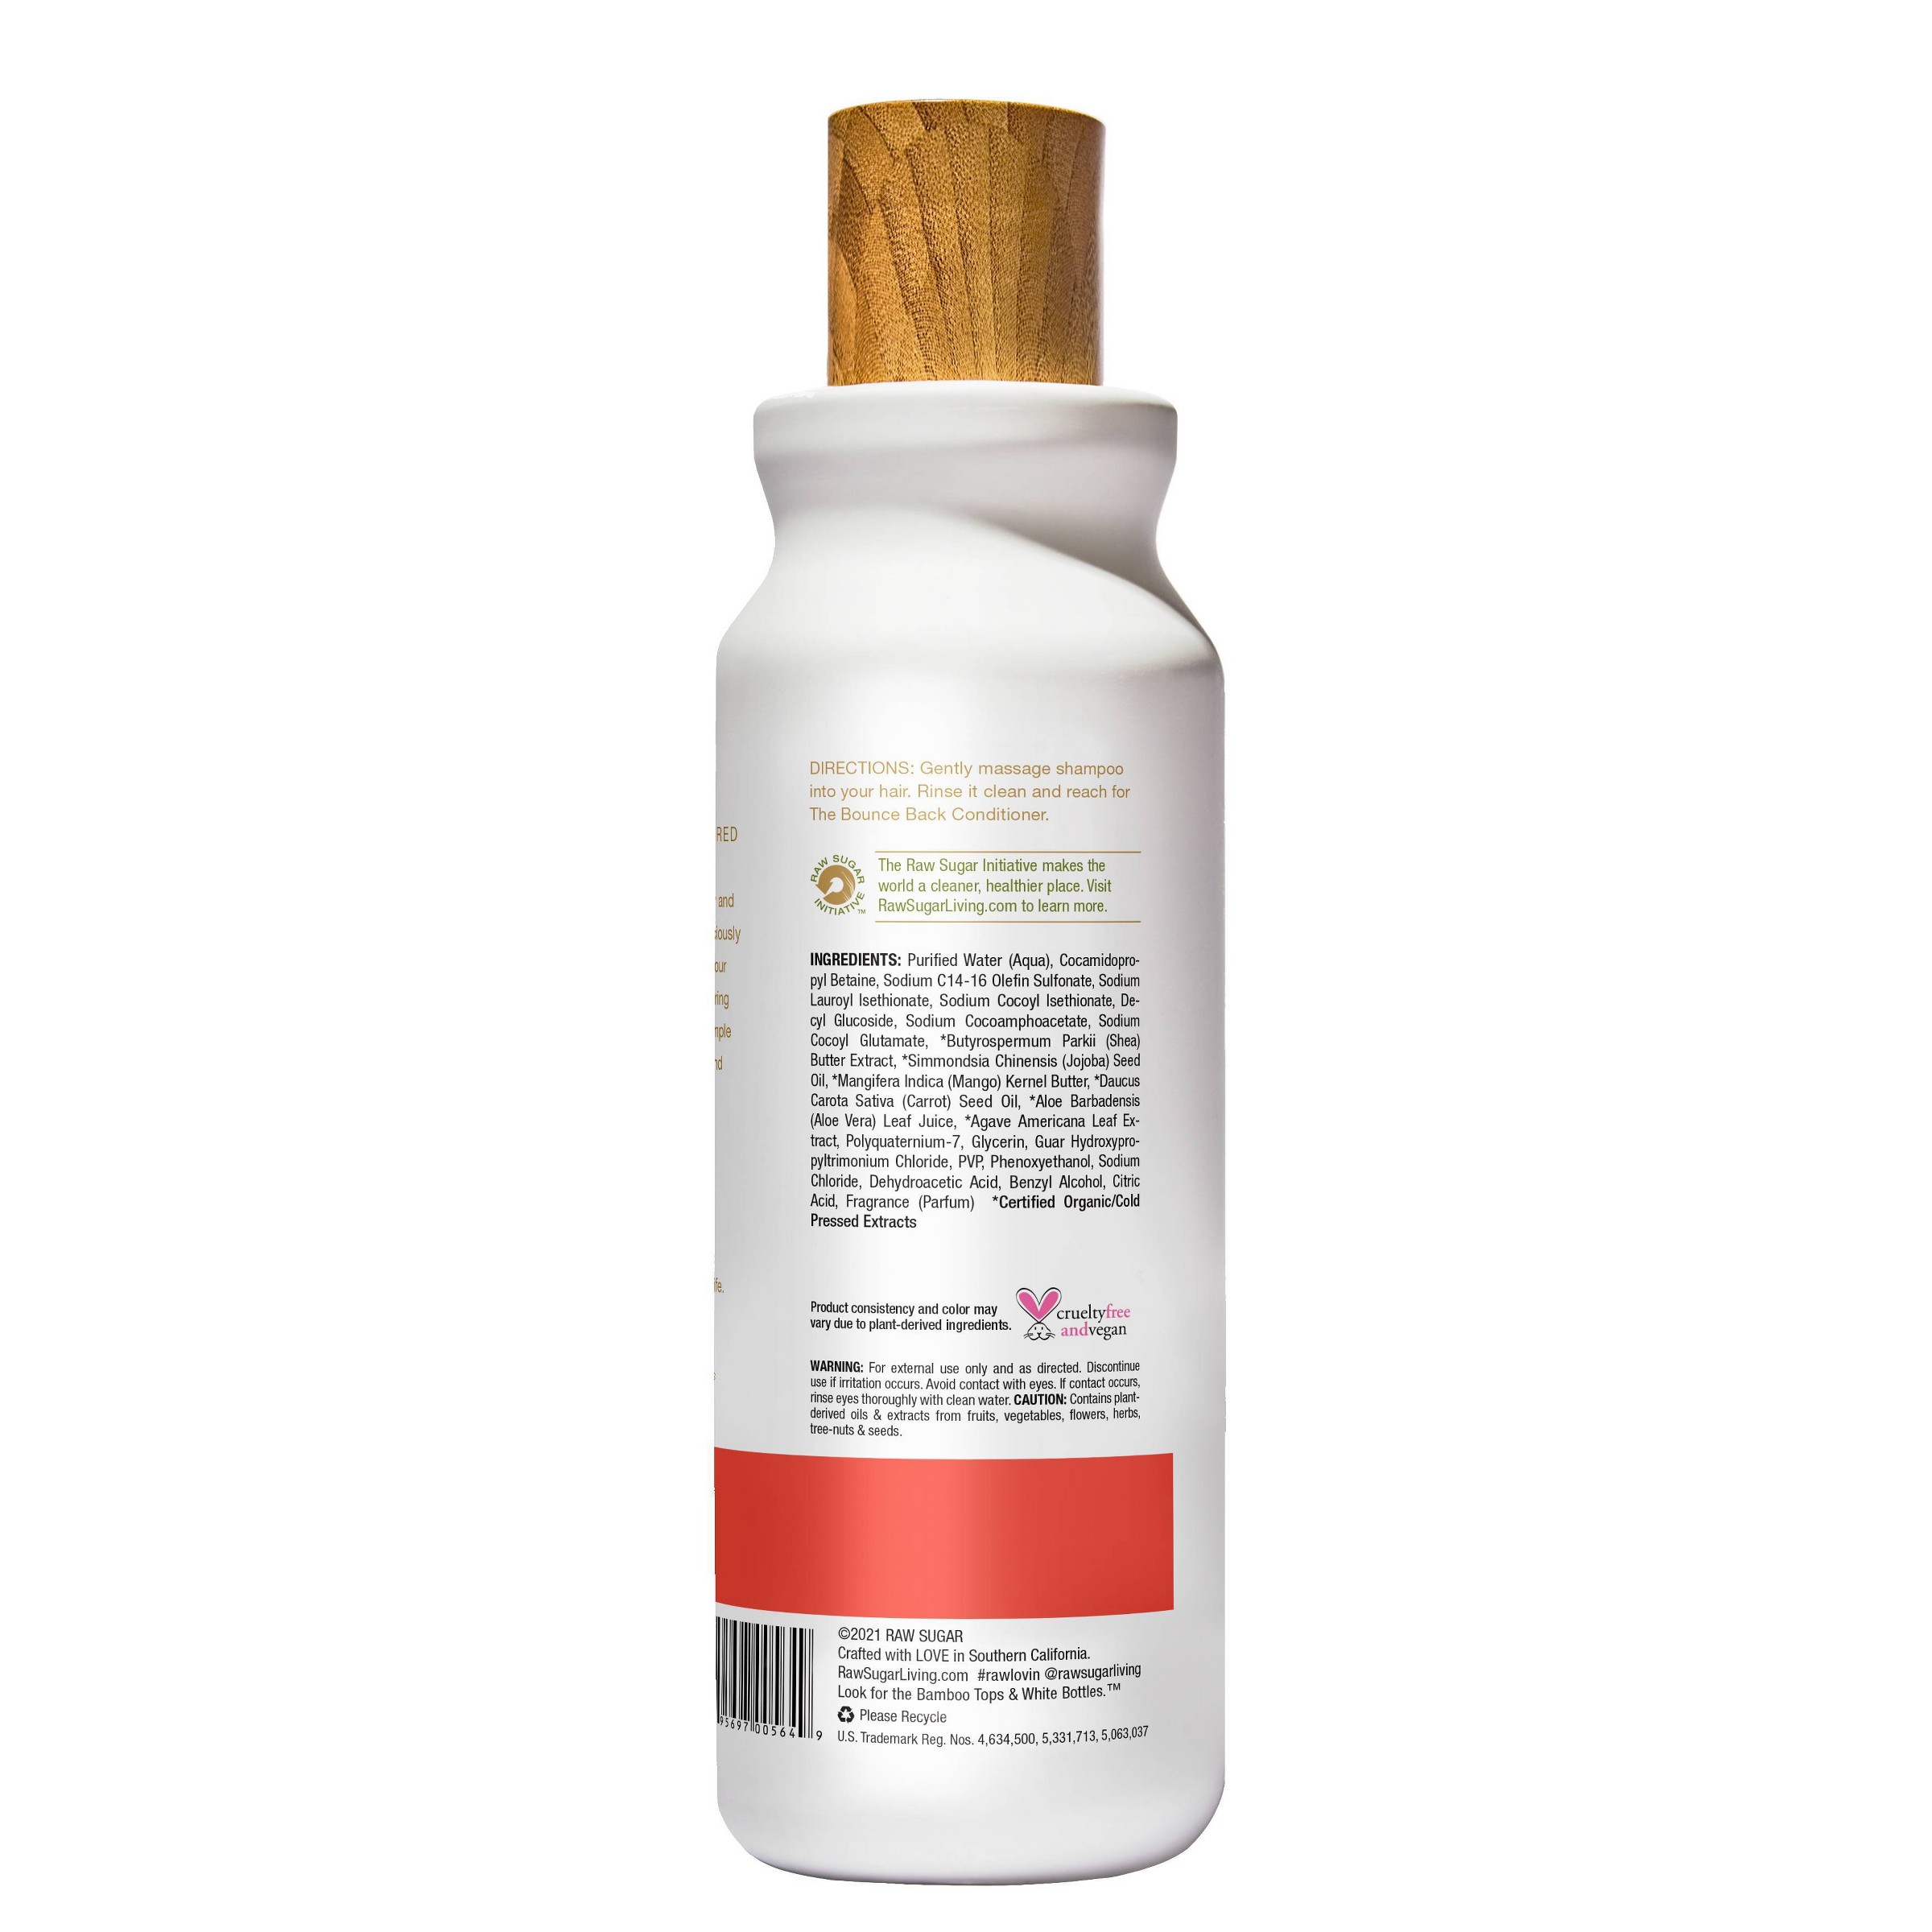 DIRECTIONS: Gently massage shampoo
into your hair. Rinse it clean and reach for
The Bounce Back Conditioner.
RAW SUGAR
INITIATIVE™
The Raw Sugar Initiative makes the
world a cleaner, healthier place. Visit
RawSugarLiving.com to learn more.
RED
and
iously
our
ring
mple
nd
ife.
INGREDIENTS: Purified Water (Aqua), Cocamidopro-
pyl Betaine, Sodium C14-16 Olefin Sulfonate, Sodium
Lauroyl Isethionate, Sodium Cocoyl Isethionate, De-
cyl Glucoside, Sodium Cocoamphoacetate, Sodium
Cocoyl Glutamate, *Butyrospermum Parkii (Shea)
Butter Extract, *Simmondsia Chinensis (Jojoba) Seed
Oil, *Mangifera Indica (Mango) Kernel Butter, *Daucus
Carota Sativa (Carrot) Seed Oil, *Aloe Barbadensis
(Aloe Vera) Leaf Juice, *Agave Americana Leaf Ex-
tract, Polyquaternium-7, Glycerin, Guar Hydroxypro-
pyltrimonium Chloride, PVP, Phenoxyethanol, Sodium
Chloride, Dehydroacetic Acid, Benzyl Alcohol, Citric
Acid, Fragrance (Parfum) *Certified Organic/Cold
Pressed Extracts
Product consistency and color may
vary due to plant-derived ingredients.
crueltyfree
andvegan
WARNING: For external use only and as directed. Discontinue
use if irritation occurs. Avoid contact with eyes. If contact occurs,
rinse eyes thoroughly with clean water. CAUTION: Contains plant-
derived oils & extracts from fruits, vegetables, flowers, herbs,
tree-nuts & seeds.
95697 00564 9
©2021 RAW SUGAR
Crafted with LOVE in Southern California.
RawSugarLiving.com #rawlovin @rawsugarliving
Look for the Bamboo Tops & White Bottles.™
Please Recycle
U.S. Trademark Reg. Nos. 4,634,500, 5,331,713, 5,063,037